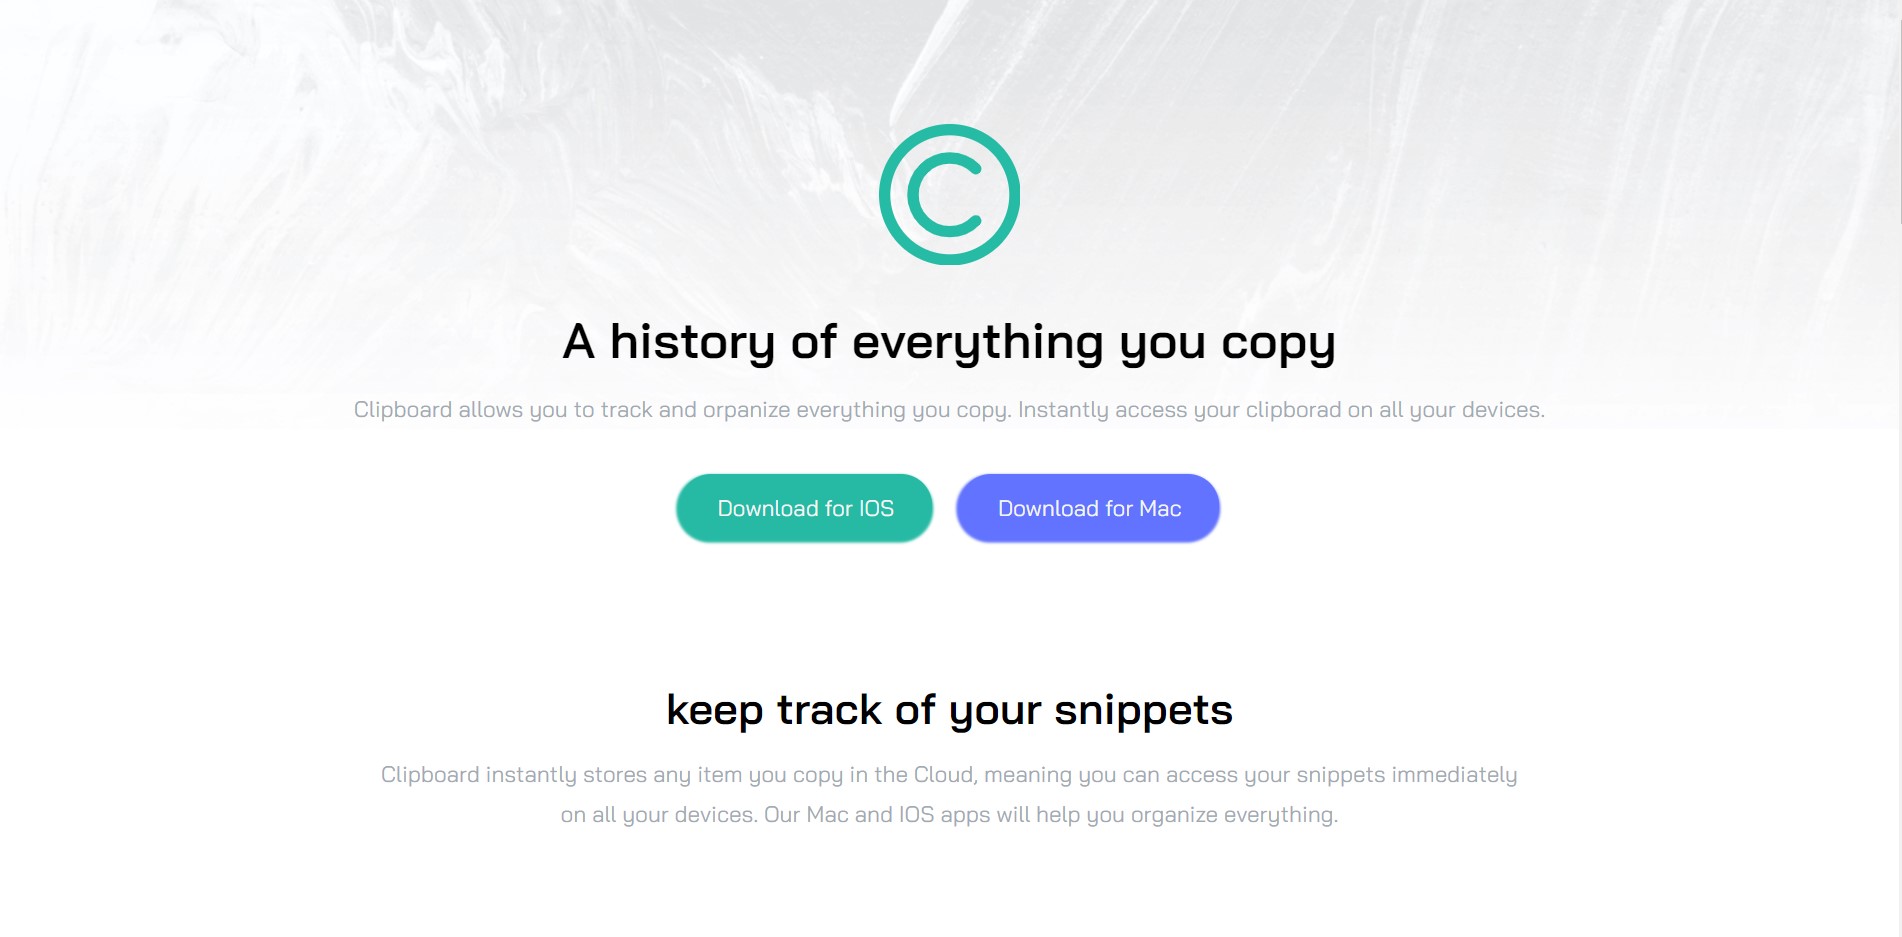 A history of everything you copy
Clipboard allows you to track and orpanize everything you copy. Instantly access your clipborad on all your devices.
Download for IOS
Download for Mac
keep track of your snippets
Clipboard instantly stores any item you copy in the Cloud, meaning you can access your snippets immediately
on all your devices. Our Mac and IOS apps will help you organize everything.